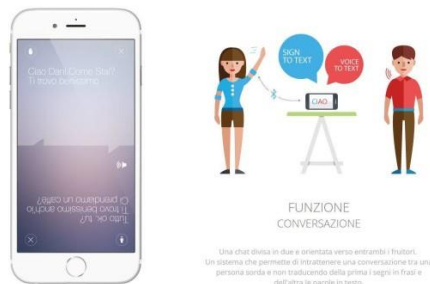 Ciao Dani! Come Stai?
Ti trovo benissimo
Tutto ok, tu?
Ti trovo benissimo anch'io
Ci prendiamo un caffè?
SIGN
TO TEXT
VOICE
TO TEXT
CIAO
FUNZIONE
CONVERSAZIONE
Una chat divisa in due e orientata verso entrambi i fruitori.
Un sistema che permette di intrattenere una conversazione tra una
persona sorda e non traducendo della prima i segni in frasi e
dell'altra le parole in testo.